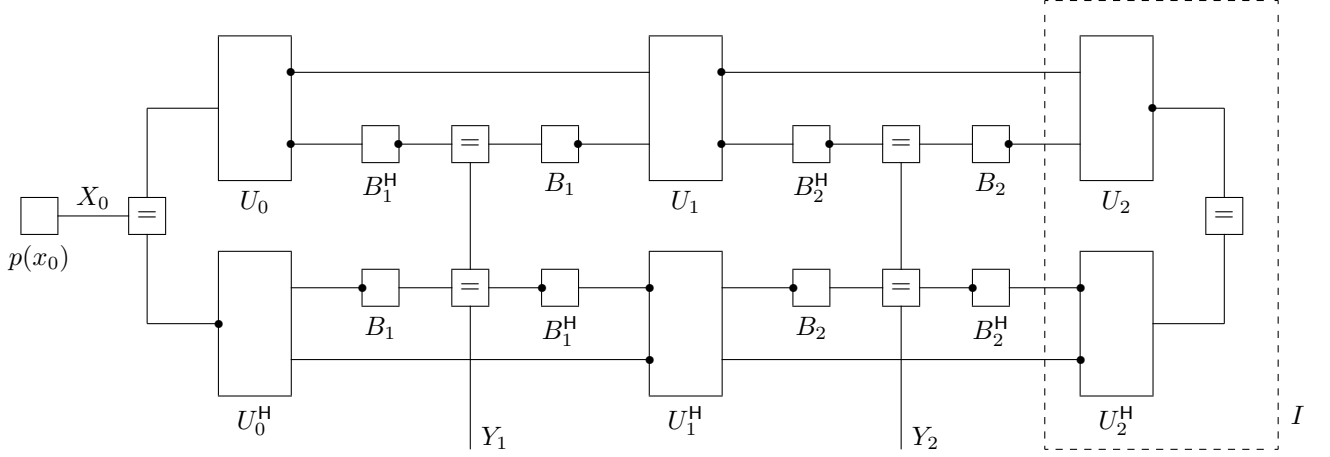 = B₁ᴴ = B₁ B₂ᴴ = B₂
U₀ U₁ U₂
X₀ = =
p(x₀)
= =
B₁ B₁ᴴ B₂ B₂ᴴ
U₀ᴴ U₁ᴴ U₂ᴴ I
Y₁ Y₂